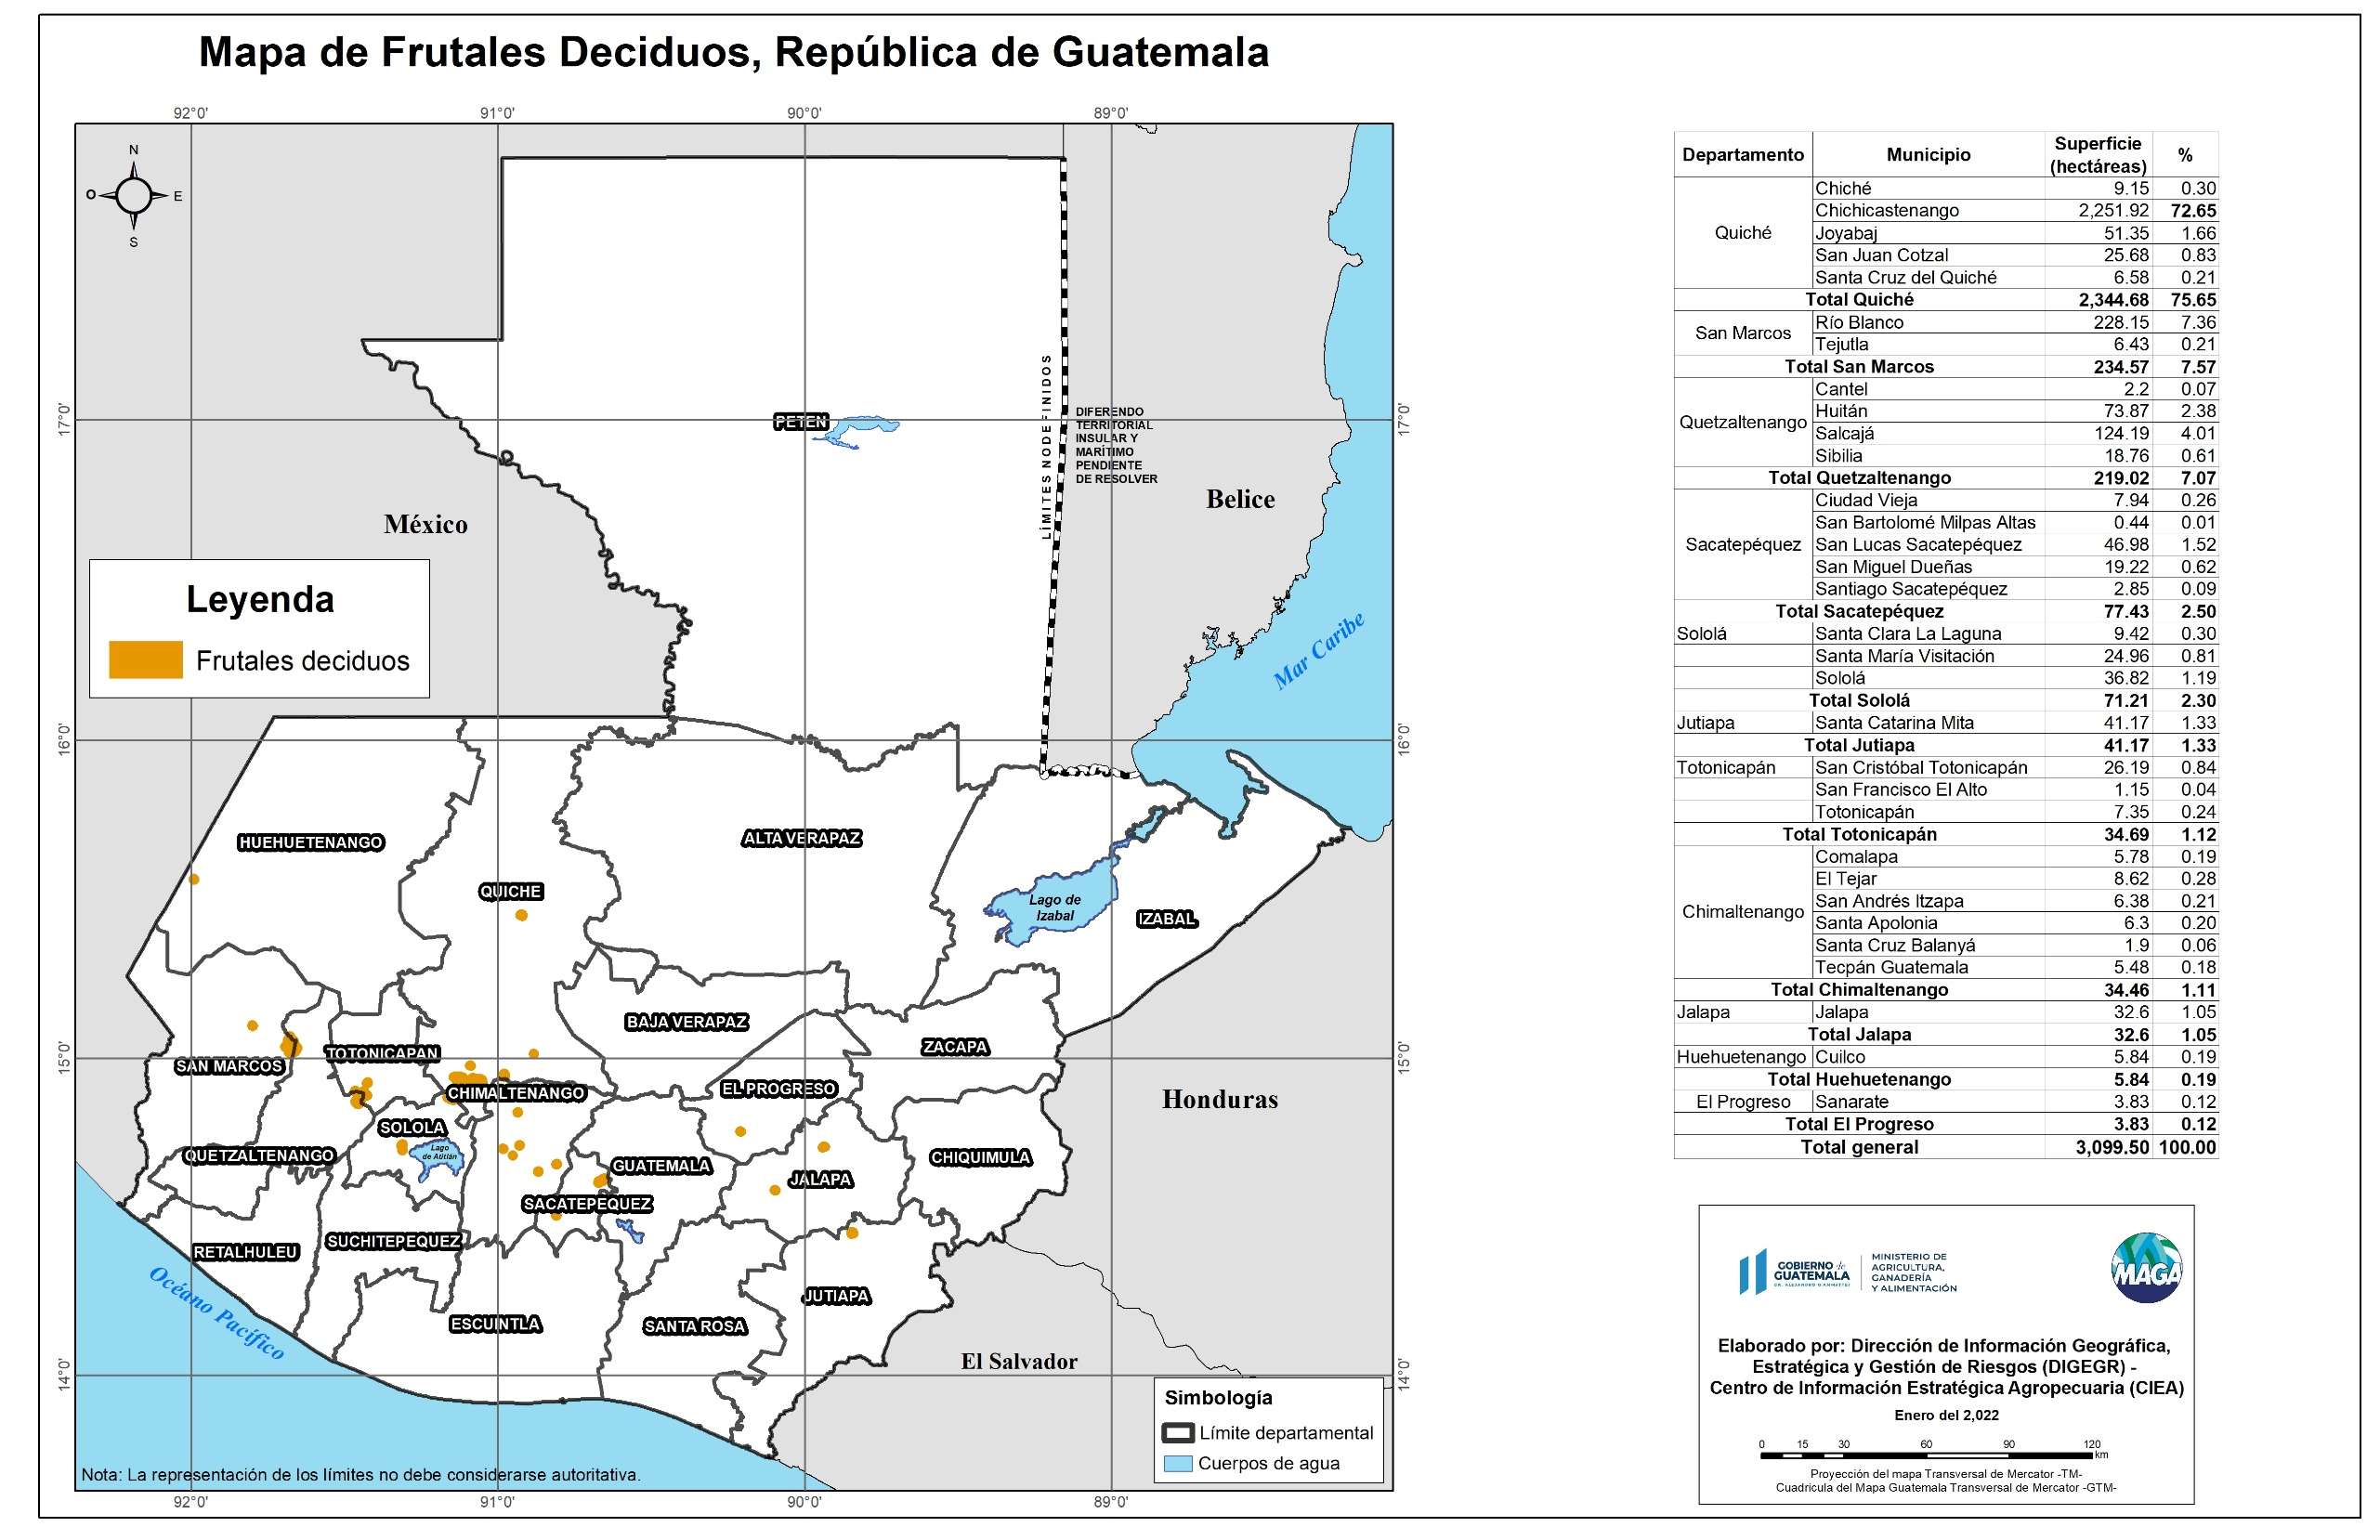 Mapa de Frutales Deciduos, República de Guatemala
92°0' 91°0' 90°0' 89°0'
N
O E
S
17°0' 17°0'
16°0' 16°0'
15°0' 15°0'
14°0' 14°0'
PETEN
LÍMITES NO DEFINIDOS
DIFERENDO
TERRITORIAL
INSULAR Y
MARÍTIMO
PENDIENTE
DE RESOLVER
Belice
México
Mar Caribe
Leyenda
Frutales deciduos
HUEHUETENANGO
ALTA VERAPAZ
QUICHE
Lago de
Izabal
IZABAL
BAJA VERAPAZ
ZACAPA
TOTONICAPAN
SAN MARCOS
EL PROGRESO
CHIMALTENANGO
Honduras
SOLOLA
Lago
de Atitlán
QUETZALTENANGO
GUATEMALA
CHIQUIMULA
JALAPA
SACATEPEQUEZ
SUCHITEPEQUEZ
RETALHULEU
JUTIAPA
ESCUINTLA
SANTA ROSA
Océano Pacífico
El Salvador
Simbología
Límite departamental
Cuerpos de agua
Nota: La representación de los límites no debe considerarse autoritativa.
92°0' 91°0' 90°0' 89°0'
Departamento Municipio Superficie (hectáreas) %
Quiché Chiché 9.15 0.30
Chichicastenango 2,251.92 72.65
Joyabaj 51.35 1.66
San Juan Cotzal 25.68 0.83
Santa Cruz del Quiché 6.58 0.21
Total Quiché 2,344.68 75.65
San Marcos Río Blanco 228.15 7.36
Tejutla 6.43 0.21
Total San Marcos 234.57 7.57
Quetzaltenango Cantel 2.2 0.07
Huitán 73.87 2.38
Salcajá 124.19 4.01
Sibilia 18.76 0.61
Total Quetzaltenango 219.02 7.07
Sacatepéquez Ciudad Vieja 7.94 0.26
San Bartolomé Milpas Altas 0.44 0.01
San Lucas Sacatepéquez 46.98 1.52
San Miguel Dueñas 19.22 0.62
Santiago Sacatepéquez 2.85 0.09
Total Sacatepéquez 77.43 2.50
Sololá Santa Clara La Laguna 9.42 0.30
Santa María Visitación 24.96 0.81
Sololá 36.82 1.19
Total Sololá 71.21 2.30
Jutiapa Santa Catarina Mita 41.17 1.33
Total Jutiapa 41.17 1.33
Totonicapán San Cristóbal Totonicapán 26.19 0.84
San Francisco El Alto 1.15 0.04
Totonicapán 7.35 0.24
Total Totonicapán 34.69 1.12
Chimaltenango Comalapa 5.78 0.19
El Tejar 8.62 0.28
San Andrés Itzapa 6.38 0.21
Santa Apolonia 6.3 0.20
Santa Cruz Balanyá 1.9 0.06
Tecpán Guatemala 5.48 0.18
Total Chimaltenango 34.46 1.11
Jalapa Jalapa 32.6 1.05
Total Jalapa 32.6 1.05
Huehuetenango Cuilco 5.84 0.19
Total Huehuetenango 5.84 0.19
El Progreso Sanarate 3.83 0.12
Total El Progreso 3.83 0.12
Total general 3,099.50 100.00
GOBIERNO de
GUATEMALA
DR. ALEJANDRO GIAMMATTEI
MINISTERIO DE
AGRICULTURA,
GANADERÍA
Y ALIMENTACIÓN
MAGA
Elaborado por: Dirección de Información Geográfica,
Estratégica y Gestión de Riesgos (DIGEGR) -
Centro de Información Estratégica Agropecuaria (CIEA)
Enero del 2,022
0 15 30 60 90 120
km
Proyección del mapa Transversal de Mercator -TM-
Cuadricula del Mapa Guatemala Transversal de Mercator -GTM-